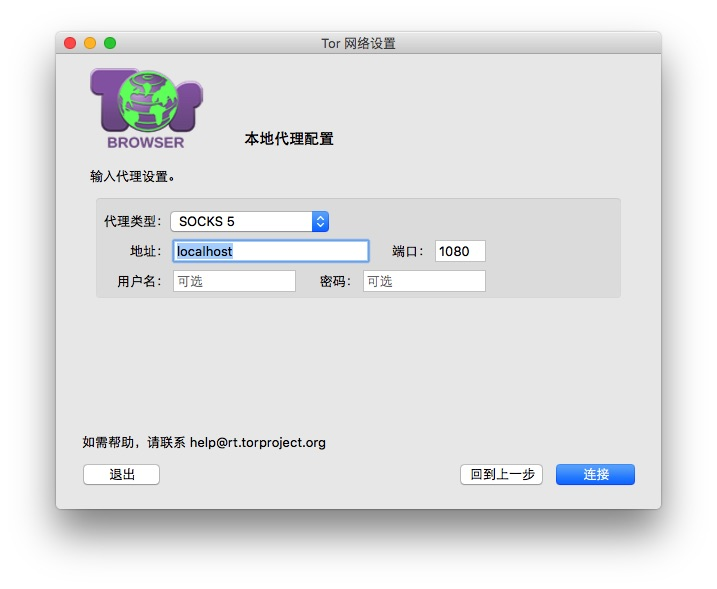 Tor 网络设置
Tor
BROWSER
本地代理配置
输入代理设置。
代理类型: SOCKS 5
地址: localhost 端口: 1080
用户名: 可选 密码: 可选
如需帮助，请联系 help@rt.torproject.org
退出 回到上一步 连接